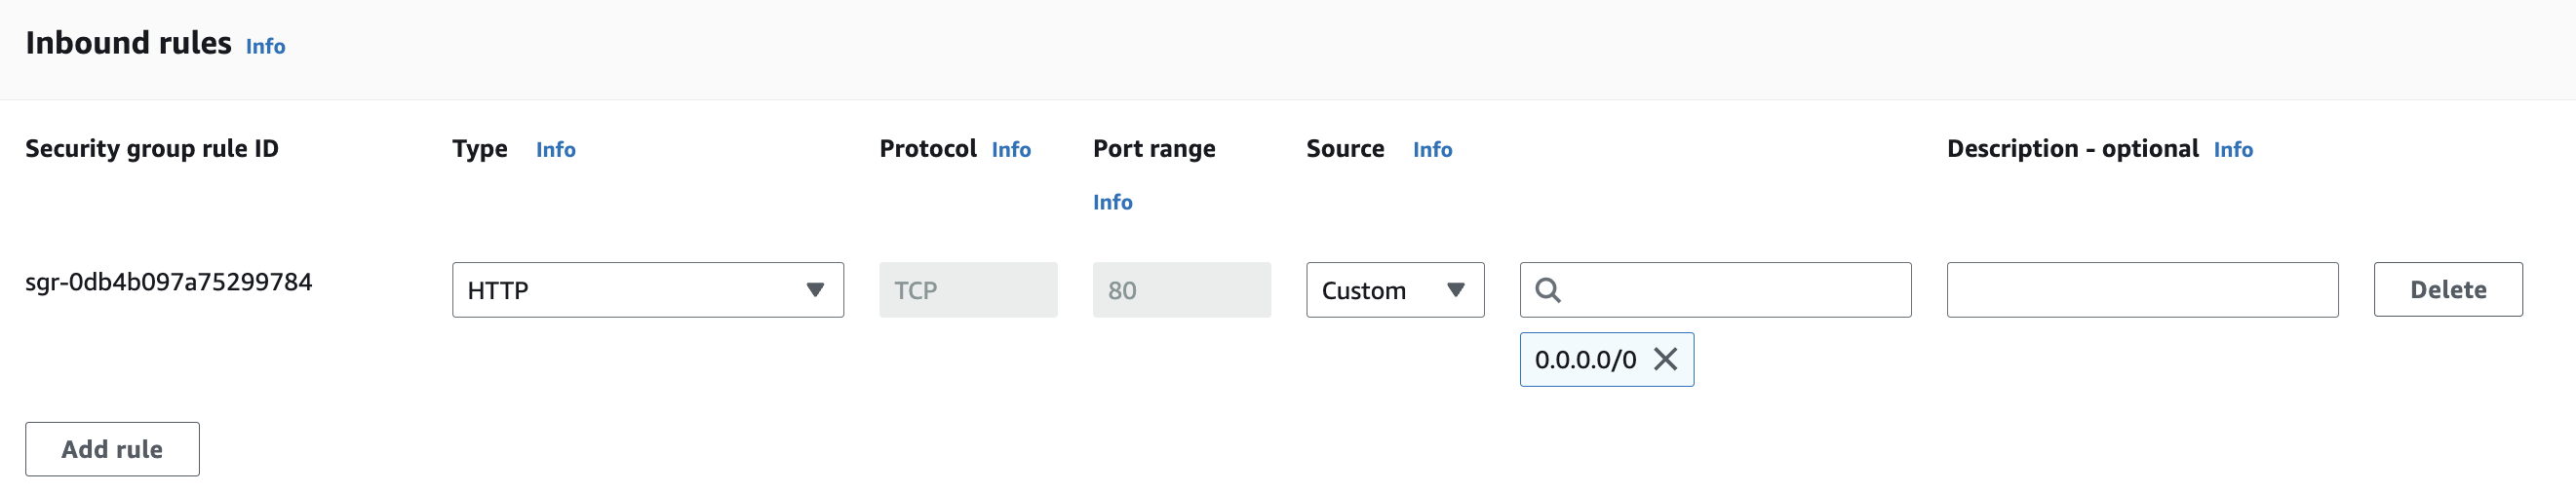 Inbound rules Info
Security group rule ID Type Info Protocol Info Port range Info Source Info Description - optional Info
sgr-0db4b097a75299784 HTTP TCP 80 Custom Delete
0.0.0.0/0
Add rule